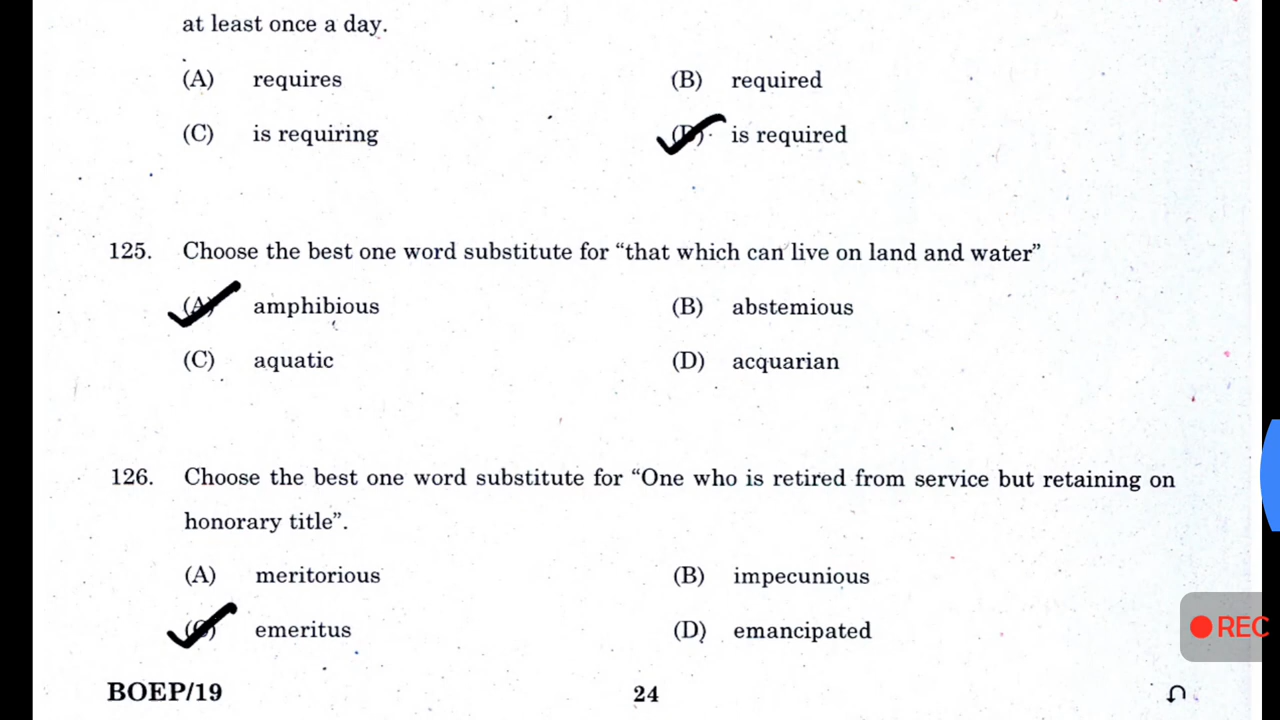 at least once a day.
(A) requires (B) required
(C) is requiring (D) is required
125. Choose the best one word substitute for “that which can live on land and water”
(A) amphibious (B) abstemious
(C) aquatic (D) acquarian
126. Choose the best one word substitute for “One who is retired from service but retaining on
honorary title”.
(A) meritorious (B) impecunious
(C) emeritus (D) emancipated
REC
BOEP/19 24